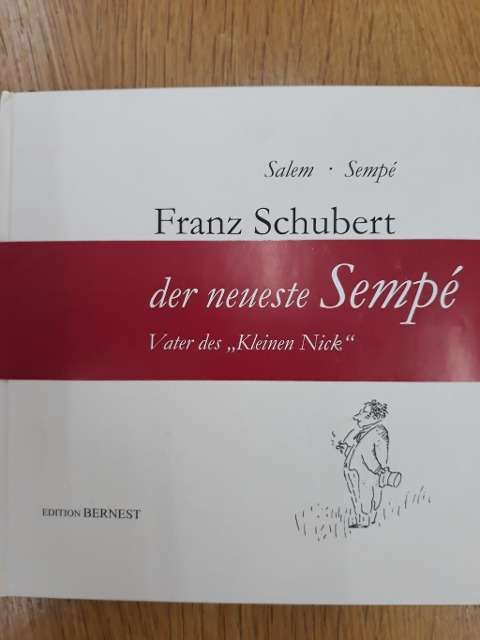 Salem · Sempé
Franz Schubert
der neueste Sempé
Vater des „Kleinen Nick“
EDITION BERNEST